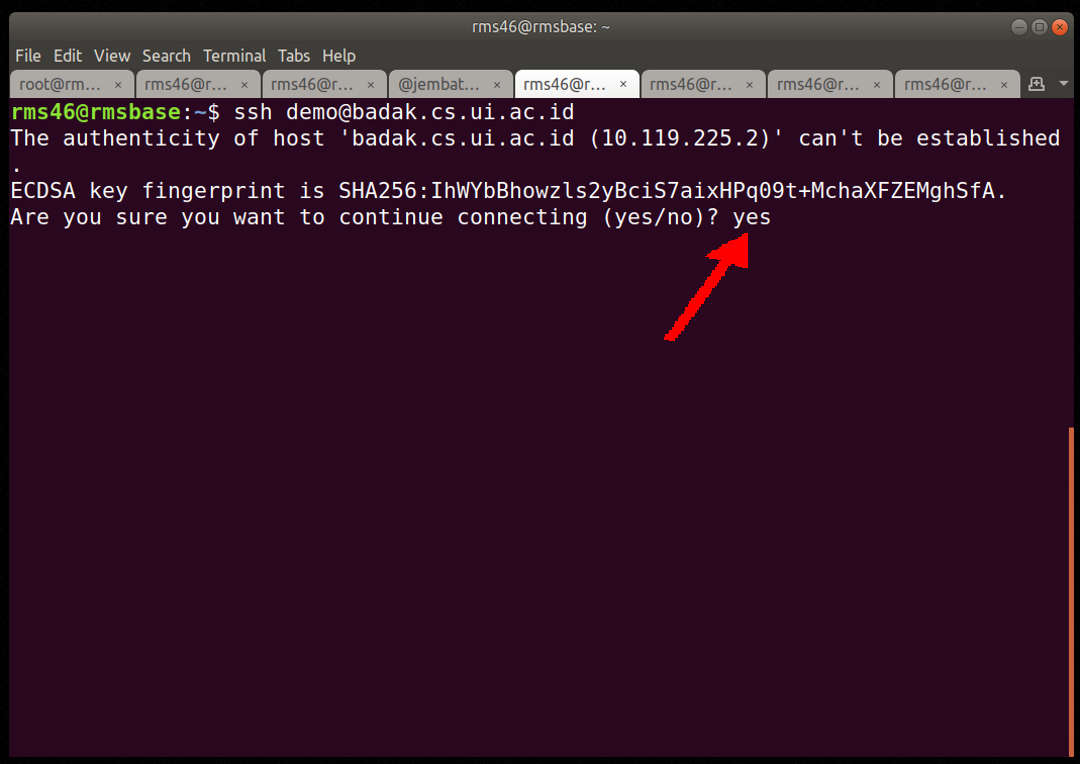 rms46@rmsbase: ~
File Edit View Search Terminal Tabs Help
root@rm... × rms46@r... × rms46@r... × @jembat... × rms46@r... × rms46@r... × rms46@r... × rms46@r... ×
rms46@rmsbase:~$ ssh demo@badak.cs.ui.ac.id
The authenticity of host 'badak.cs.ui.ac.id (10.119.225.2)' can't be established
.
ECDSA key fingerprint is SHA256:IhWYbBhowzls2yBciS7aixHPq09t+MchaXFZEMghSfA.
Are you sure you want to continue connecting (yes/no)? yes